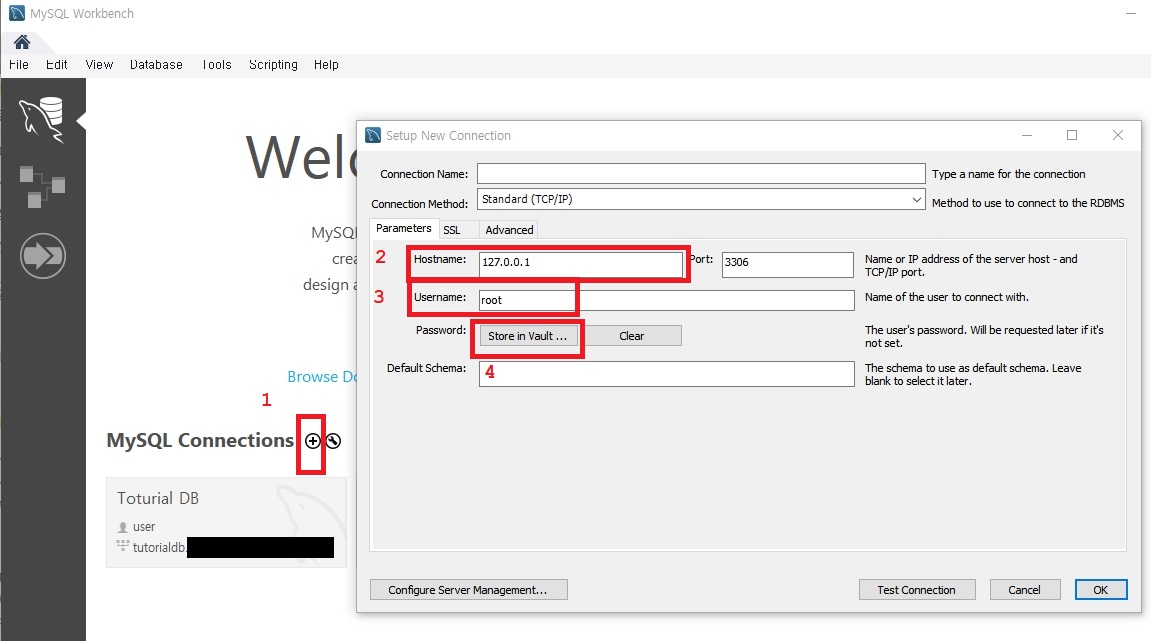 MySQL Workbench
File Edit View Database Tools Scripting Help
Setup New Connection
Connection Name: Type a name for the connection
Connection Method: Standard (TCP/IP) Method to use to connect to the RDBMS
Parameters SSL Advanced
2 Hostname: 127.0.0.1 Port: 3306 Name or IP address of the server host - and
TCP/IP port.
3 Username: root Name of the user to connect with.
Password: Store in Vault ... Clear The user's password. Will be requested later if it's
not set.
Default Schema: 4 The schema to use as default schema. Leave
blank to select it later.
Configure Server Management... Test Connection Cancel OK
MySQL
design
Browse
1
MySQL Connections
Toturial DB
user
tutorialdb.